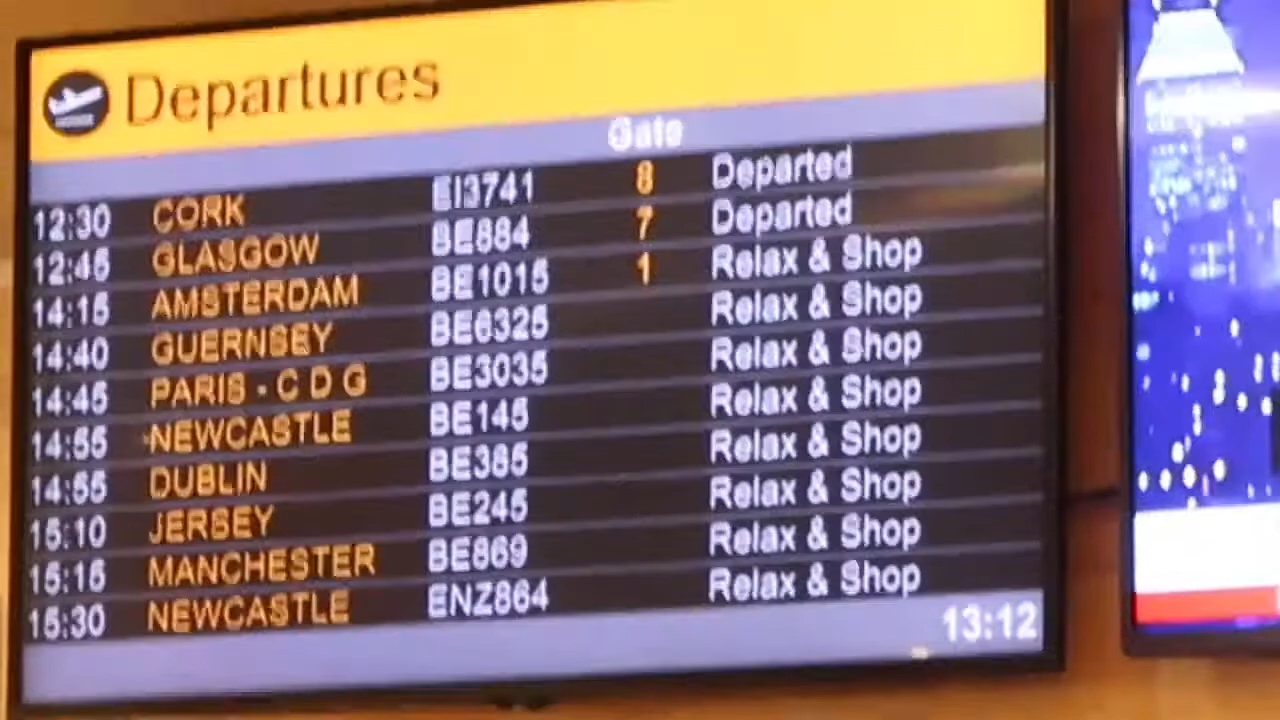 Departures
Gate
12:30 CORK EI3741 8 Departed
12:45 GLASGOW BE884 7 Departed
14:15 AMSTERDAM BE1015 1 Relax & Shop
14:40 GUERNSEY BE6325 Relax & Shop
14:45 PARIS - C D G BE3035 Relax & Shop
14:55 NEWCASTLE BE145 Relax & Shop
14:55 DUBLIN BE385 Relax & Shop
15:10 JERSEY BE245 Relax & Shop
15:15 MANCHESTER BE869 Relax & Shop
15:30 NEWCASTLE ENZ864 Relax & Shop
13:12